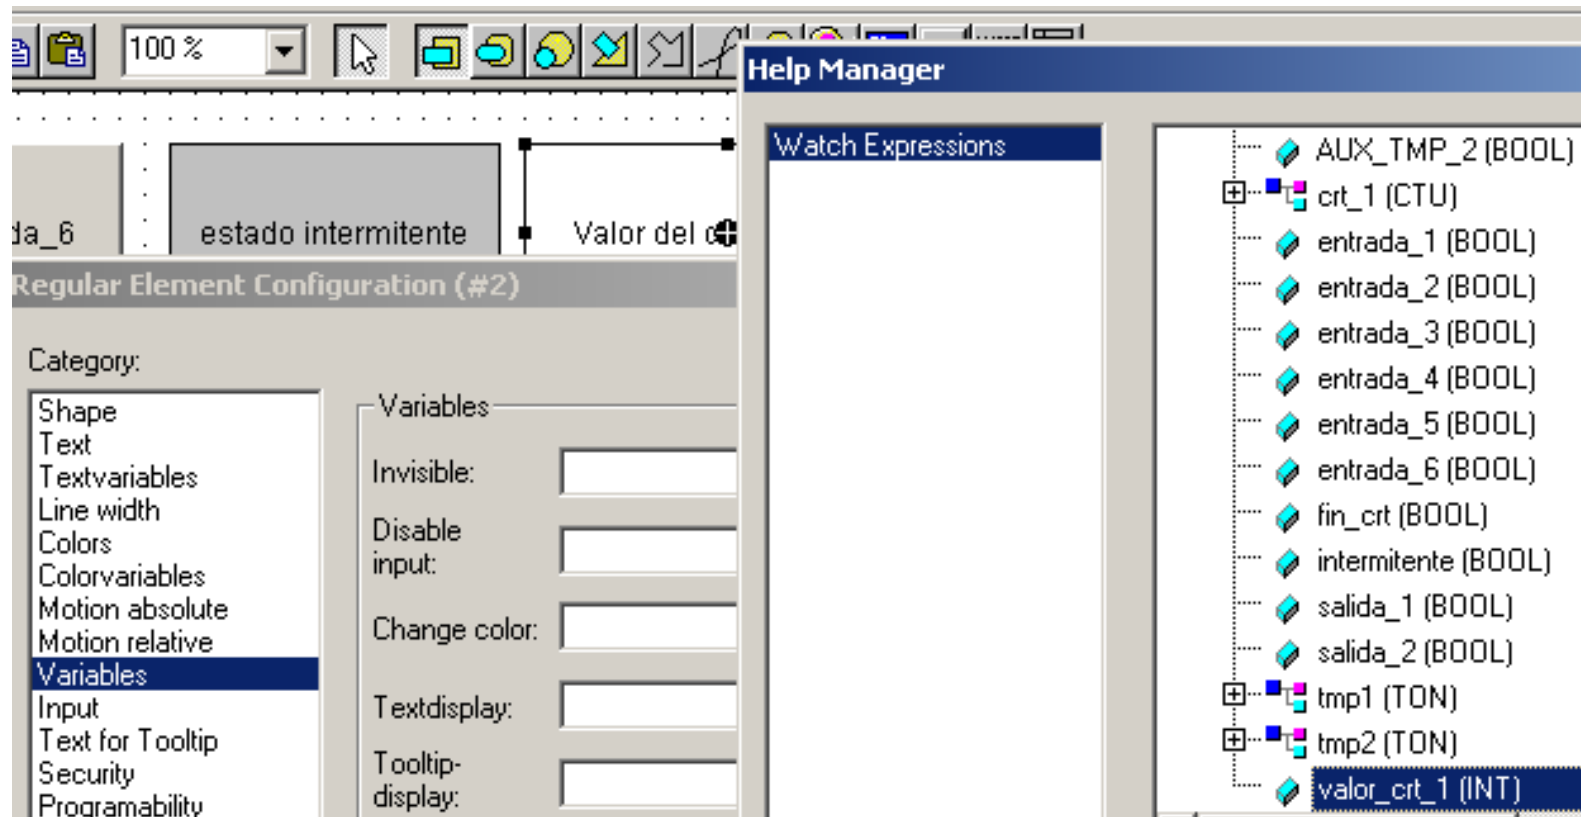 100 %
Help Manager
Watch Expressions
AUX_TMP_2 (BOOL)
crt_1 (CTU)
entrada_1 (BOOL)
entrada_2 (BOOL)
entrada_3 (BOOL)
entrada_4 (BOOL)
entrada_5 (BOOL)
entrada_6 (BOOL)
fin_crt (BOOL)
intermitente (BOOL)
salida_1 (BOOL)
salida_2 (BOOL)
tmp1 (TON)
tmp2 (TON)
valor_crt_1 (INT)
da_6
estado intermitente
Valor del
Regular Element Configuration (#2)
Category:
Shape
Text
Textvariables
Line width
Colors
Colorvariables
Motion absolute
Motion relative
Variables
Input
Text for Tooltip
Security
Programability
Variables
Invisible:
Disable
input:
Change color:
Textdisplay:
Tooltip-
display: